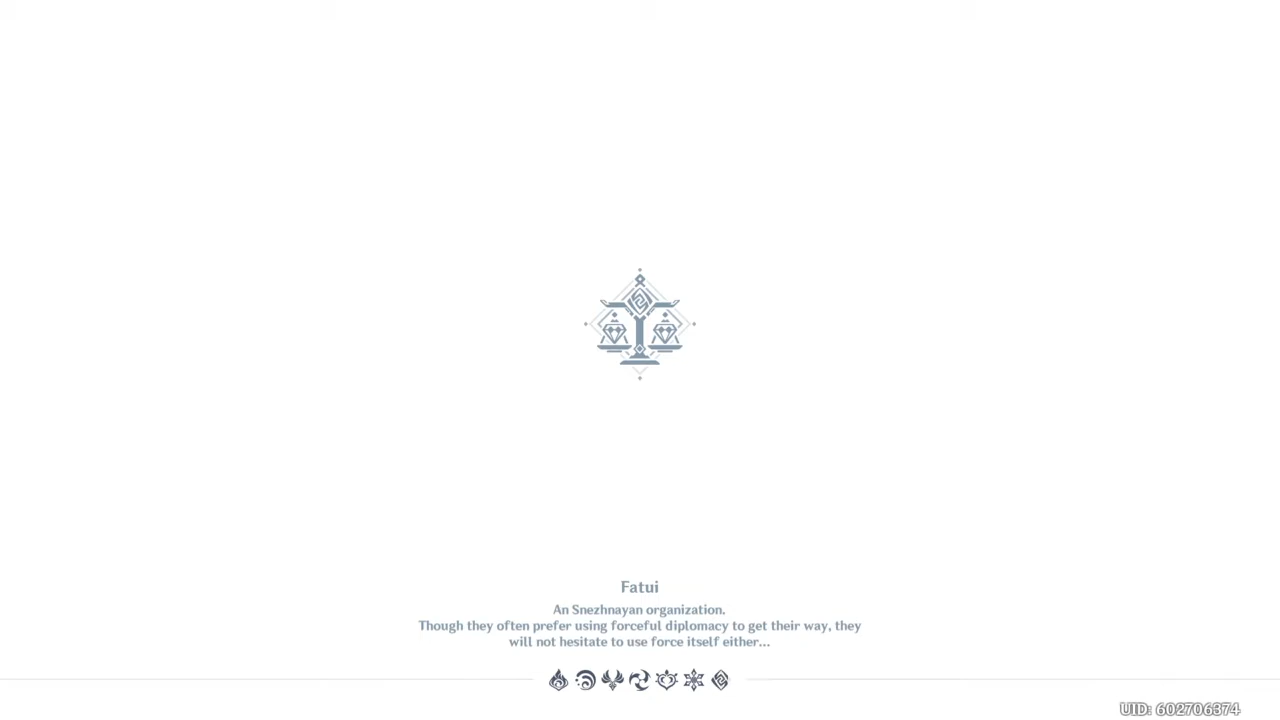 Fatui
An Snezhnayan organization.
Though they often prefer using forceful diplomacy to get their way, they
will not hesitate to use force itself either...
UID: 602706374